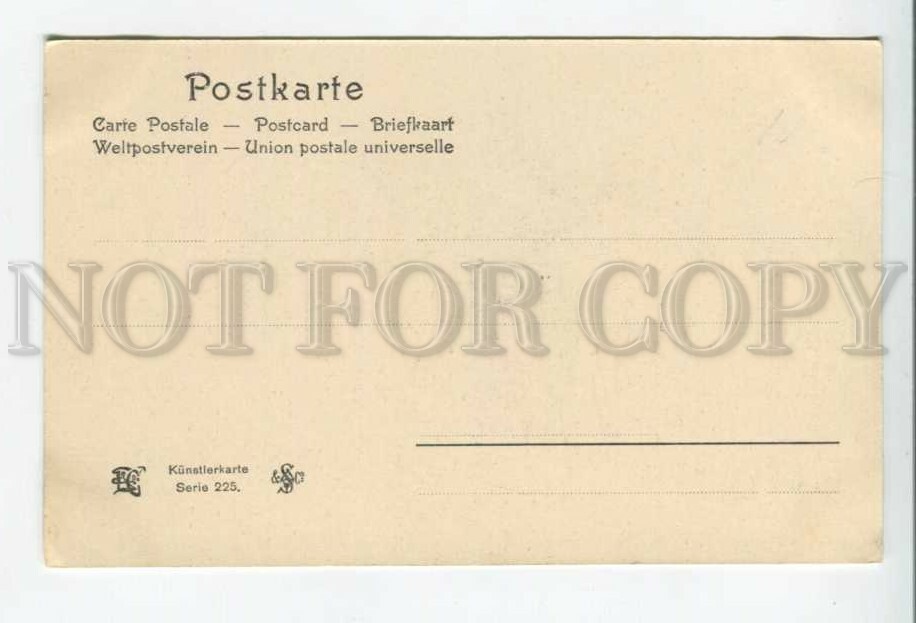 Postkarte
Carte Postale — Postcard — Briefkaart
Weltpostverein — Union postale universelle
NOT FOR COPY
Künstlerkarte
Serie 225.